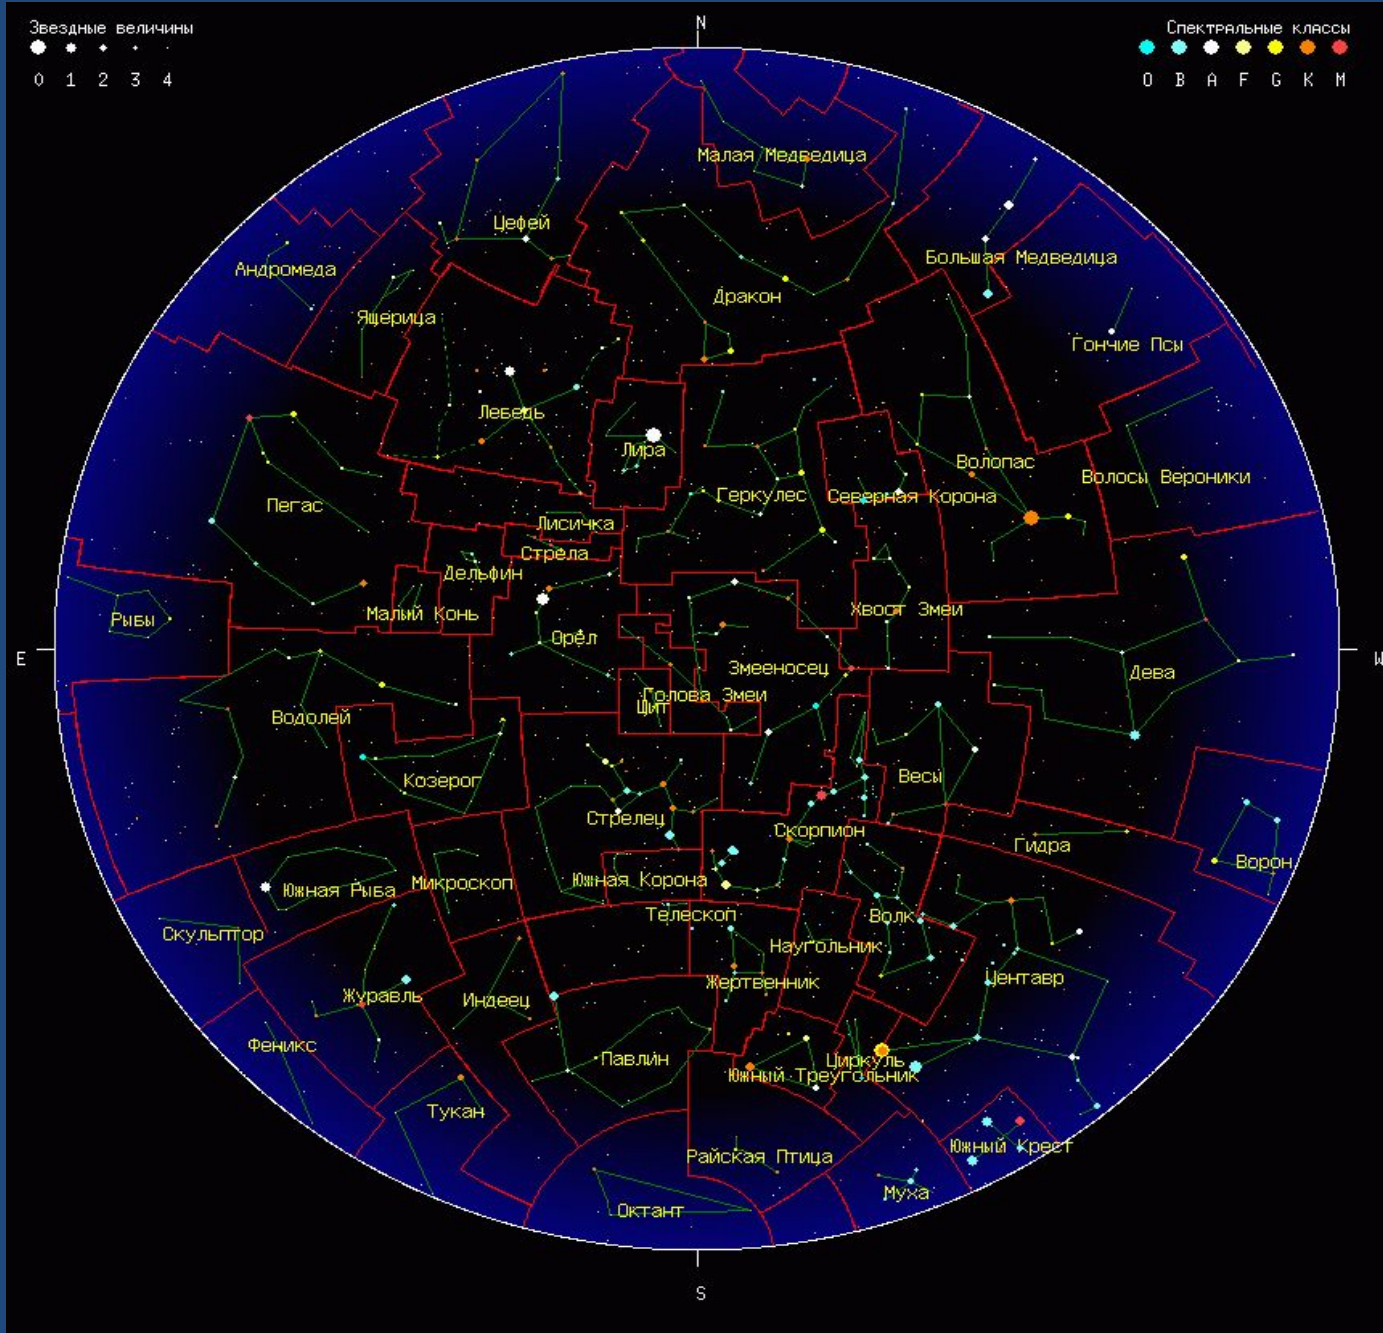 Звездные величины
0 1 2 3 4
N
Спектральные классы
O B A F G K M
Малая Медведица
Цефей
Большая Медведица
Андромеда
Дракон
Ящерица
Гончие Псы
Лебедь
Лира
Волопас
Волосы Вероники
Геркулес
Северная Корона
Пегас
Лисичка
Стрела
Дельфин
Хвост Змеи
Малый Конь
Рыбы
Орёл
E
W
Змееносец
Дева
Голова Змеи
Щит
Водолей
Козерог
Весы
Стрелец
Скорпион
Гидра
Ворон
Южная Рыба
Микроскоп
Южная Корона
Телескоп
Волк
Скульптор
Наугольник
Центавр
Жертвенник
Журавль
Индеец
Феникс
Павлин
Циркуль
Южный Треугольник
Тукан
Южный Крест
Райская Птица
Муха
Октант
S